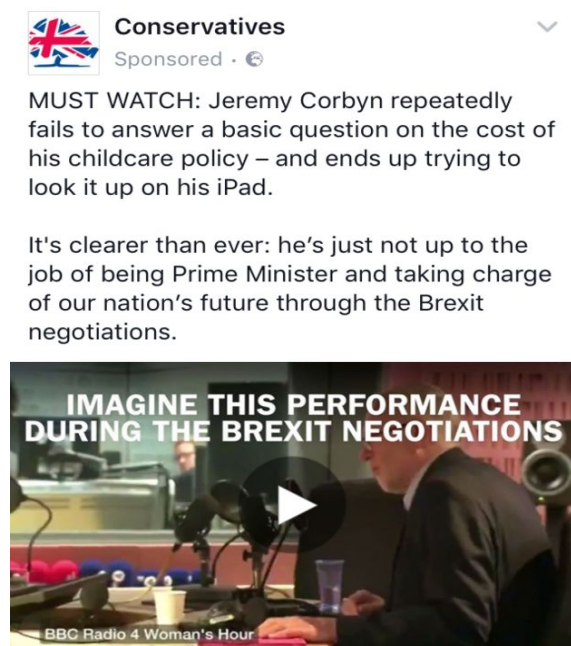 Conservatives
Sponsored ·
MUST WATCH: Jeremy Corbyn repeatedly
fails to answer a basic question on the cost of
his childcare policy – and ends up trying to
look it up on his iPad.
It's clearer than ever: he’s just not up to the
job of being Prime Minister and taking charge
of our nation’s future through the Brexit
negotiations.
IMAGINE THIS PERFORMANCE
DURING THE BREXIT NEGOTIATIONS
BBC Radio 4 Woman's Hour